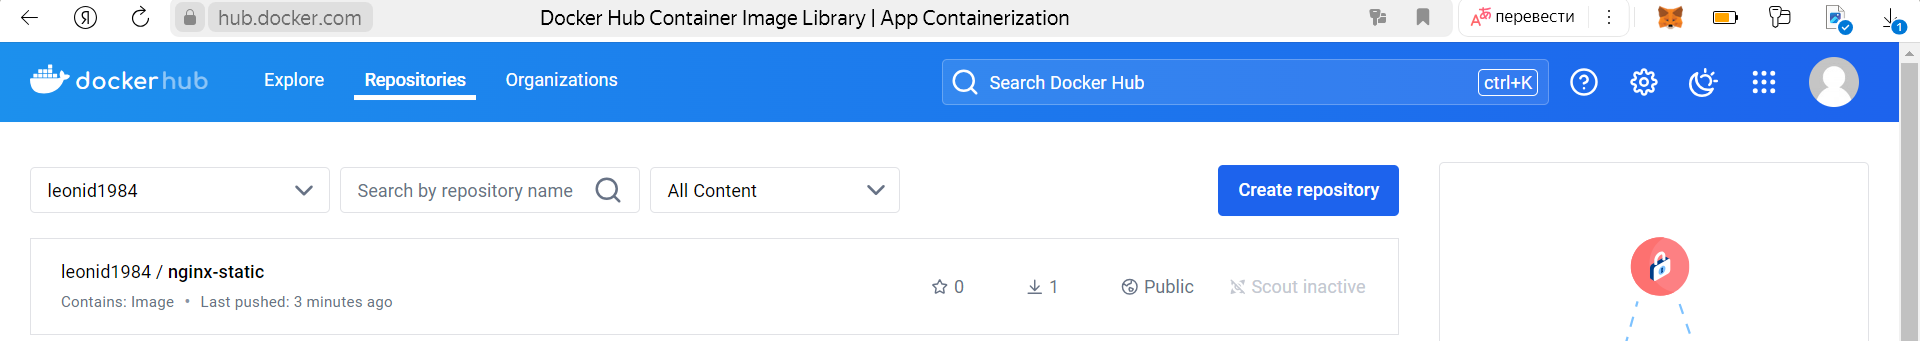 Я hub.docker.com Docker Hub Container Image Library | App Containerization перевести
dockerhub Explore Repositories Organizations Search Docker Hub ctrl+K
leonid1984 Search by repository name All Content Create repository
leonid1984 / nginx-static
Contains: Image • Last pushed: 3 minutes ago
0 1 Public Scout inactive
1